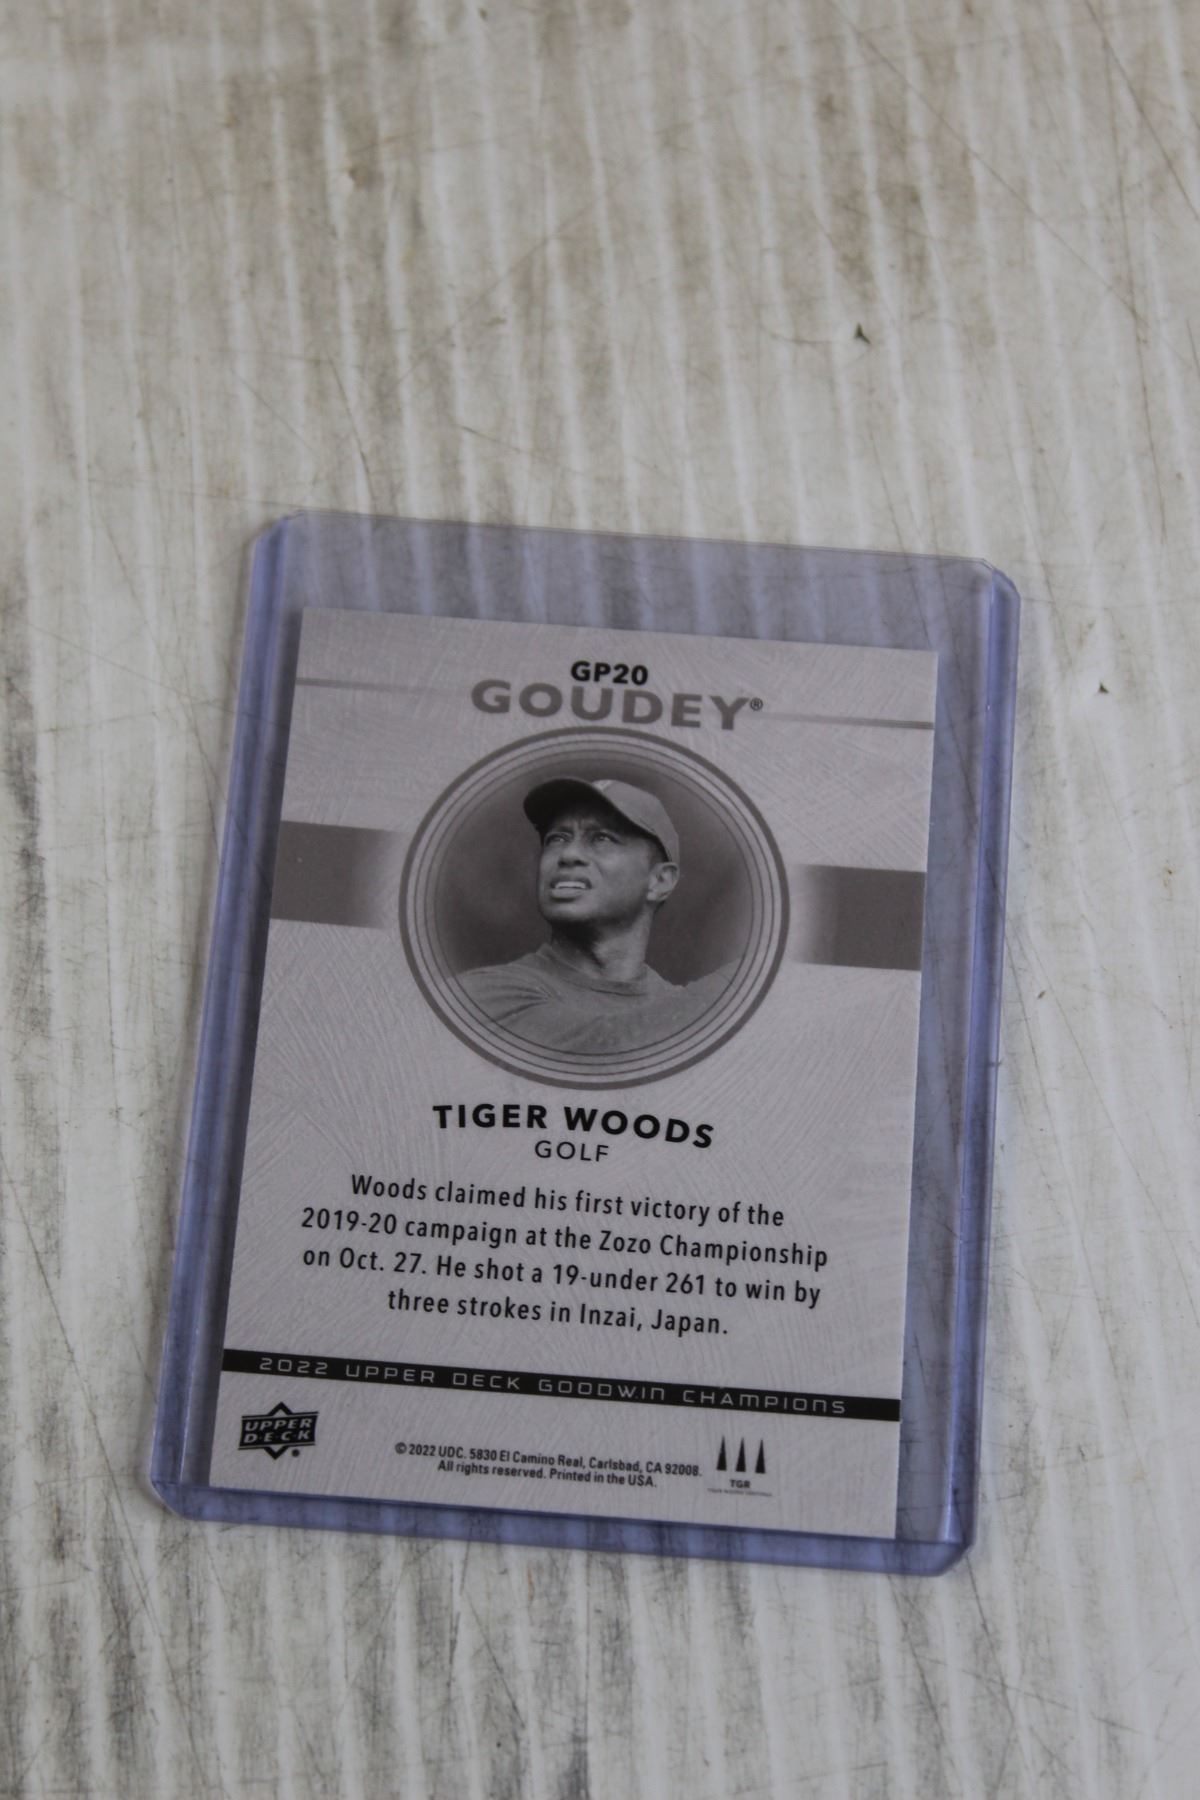 GP20
GOUDEY®
TIGER WOODS
GOLF
Woods claimed his first victory of the
2019-20 campaign at the Zozo Championship
on Oct. 27. He shot a 19-under 261 to win by
three strokes in Inzai, Japan.
2022 UPPER DECK GOODWIN CHAMPIONS
UPPER
D·E·C·K
© 2022 UDC. 5830 El Camino Real, Carlsbad, CA 92008.
All rights reserved. Printed in the USA.
TGR